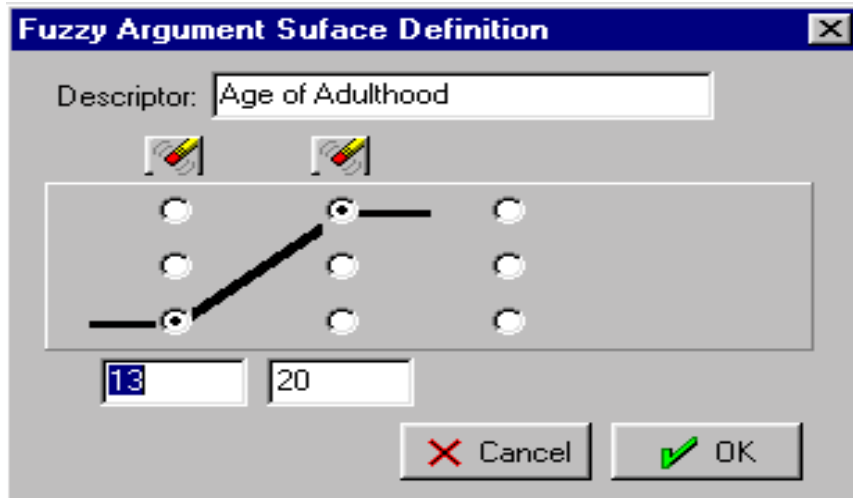 Fuzzy Argument Suface Definition
Descriptor: Age of Adulthood
13 20
Cancel OK